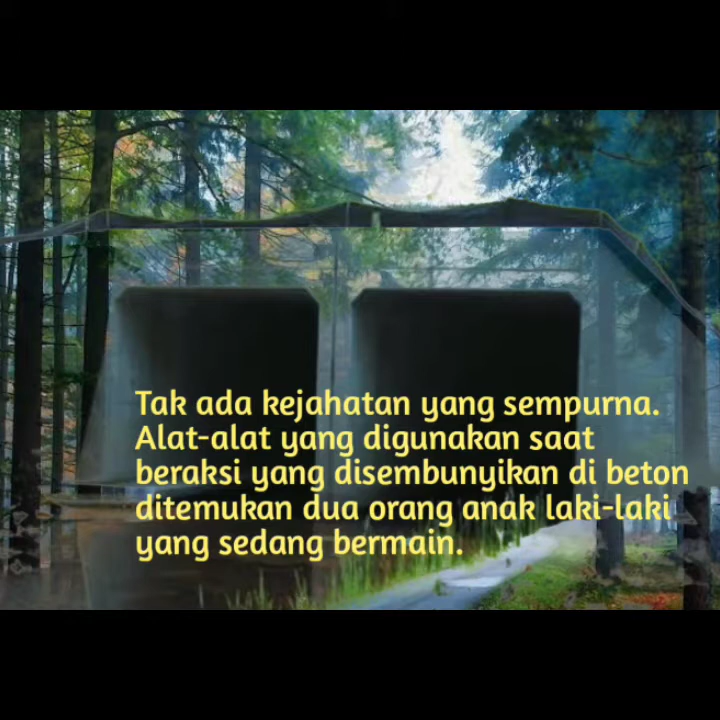 Tak ada kejahatan yang sempurna.
Alat-alat yang digunakan saat
beraksi yang disembunyikan di beton
ditemukan dua orang anak laki-laki
yang sedang bermain.